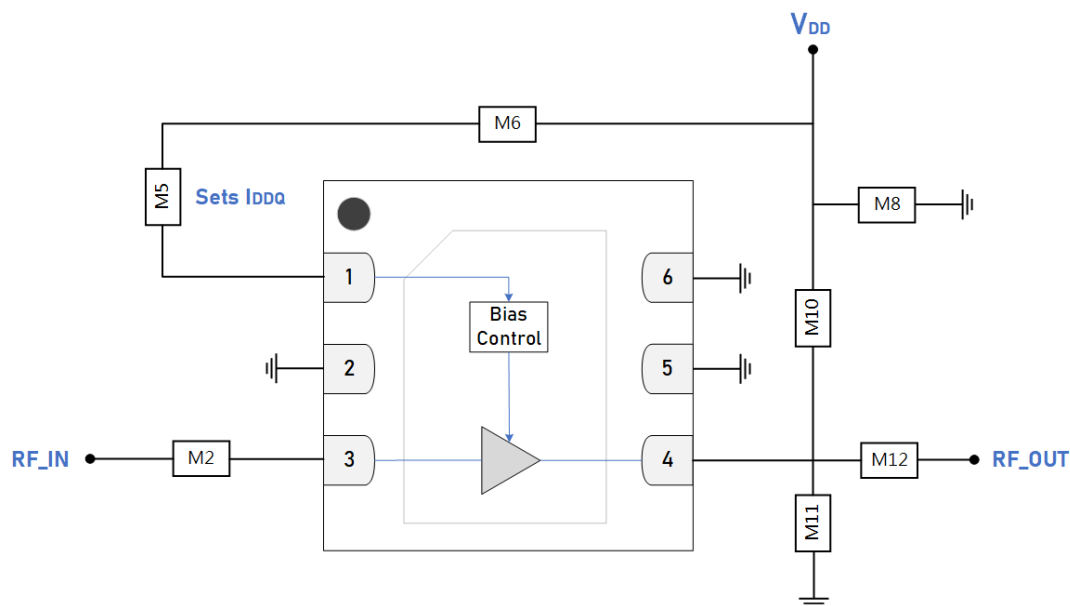 VDD
M6
M5
Sets IDDQ
M8
1
6
Bias
Control
M10
2
5
RF_IN
M2
3
4
M12
RF_OUT
M11